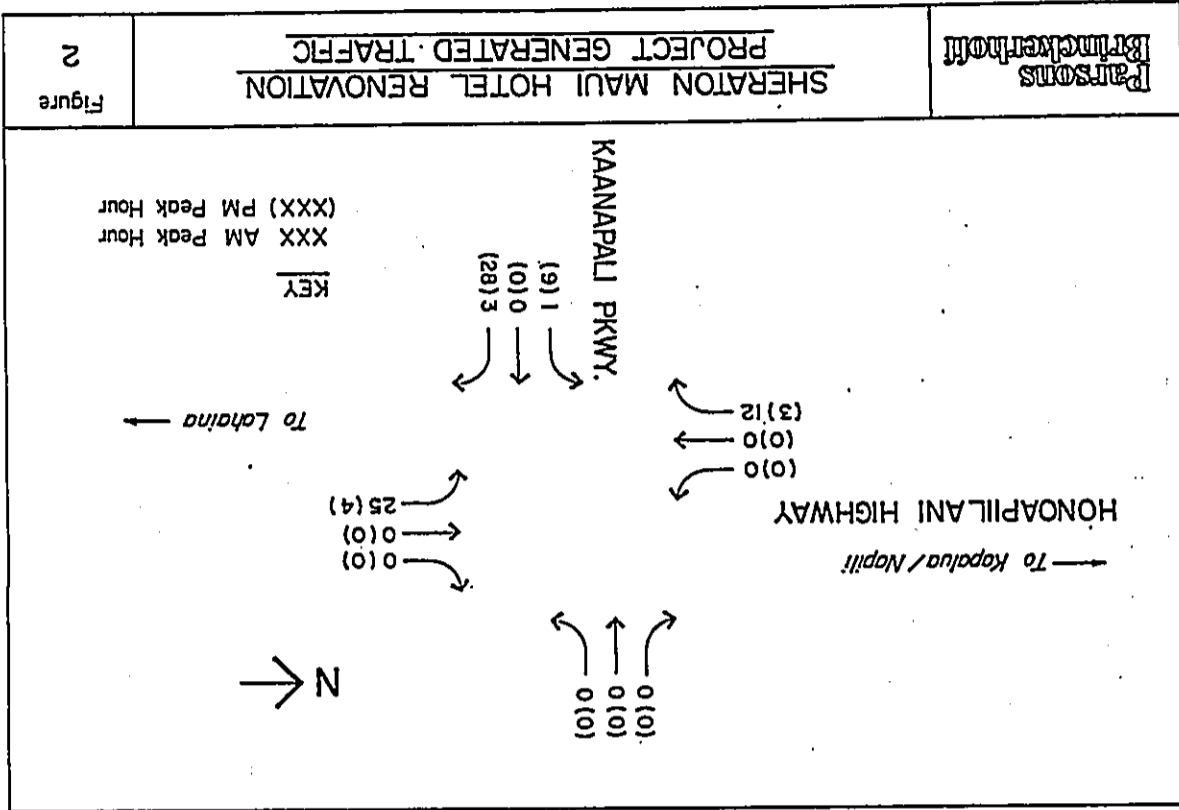 0(0)
0(0)
0(0)
N
To Kapalua/Napili
HONOAPIILANI HIGHWAY
0(0)
0(0)
25(4)
0(0)
0(0)
12(3)
To Lahaina
KAANAPALI PKWY.
1(9)
0(0)
3(28)
KEY
XXX AM Peak Hour
(XXX) PM Peak Hour
Parsons
Brinckerhoff
SHERATON MAUI HOTEL RENOVATION
PROJECT GENERATED TRAFFIC
Figure
2